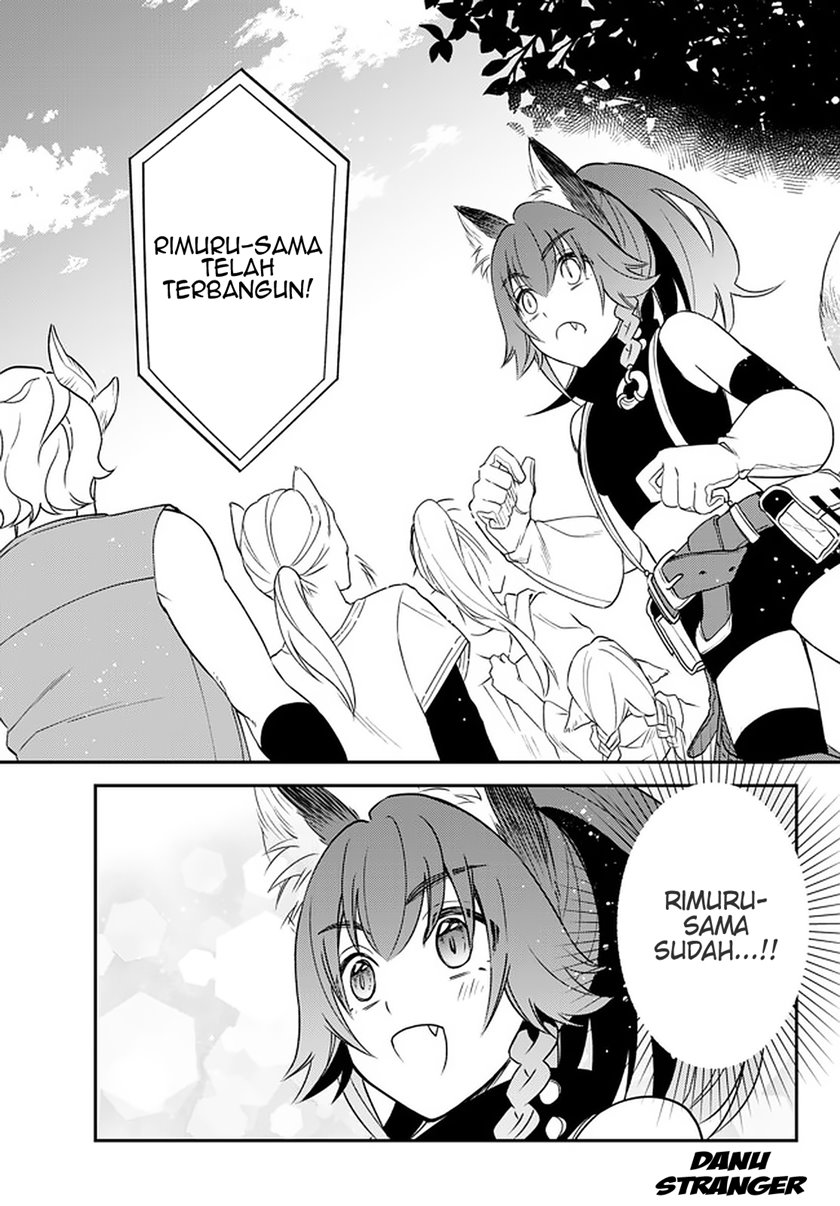 RIMURU-SAMA
TELAH
TERBANGUN!
RIMURU-
SAMA
SUDAH...!!
DANU
STRANGER